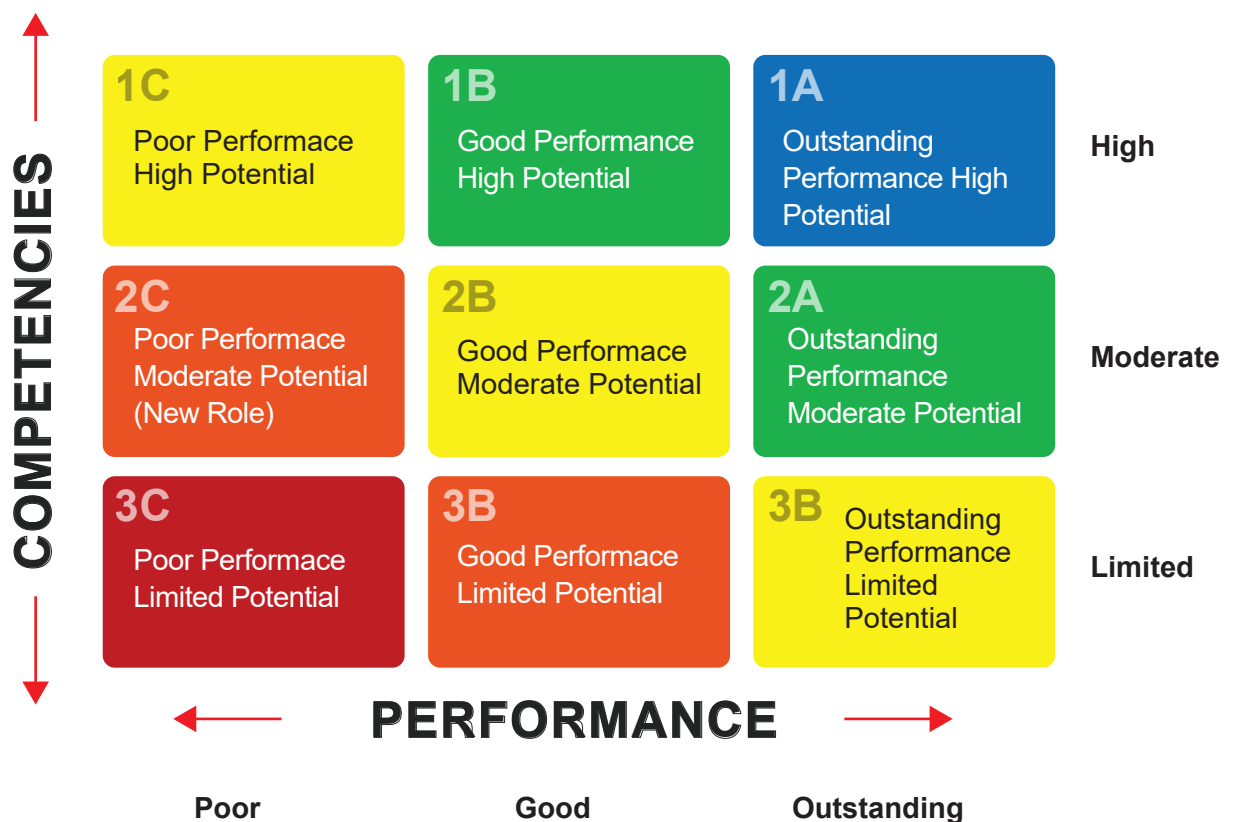 COMPETENCIES
1C
Poor Performace
High Potential
1B
Good Performance
High Potential
1A
Outstanding
Performance High
Potential
High
2C
Poor Performace
Moderate Potential
(New Role)
2B
Good Performace
Moderate Potential
2A
Outstanding
Performance
Moderate Potential
Moderate
3C
Poor Performace
Limited Potential
3B
Good Performace
Limited Potential
3B
Outstanding
Performance
Limited
Potential
Limited
PERFORMANCE
Poor
Good
Outstanding